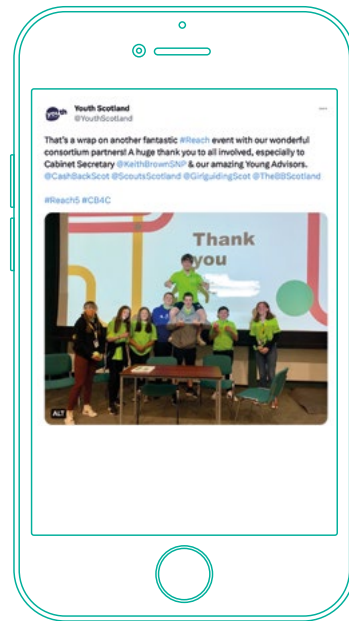 youth
Youth Scotland
@YouthScotland
That's a wrap on another fantastic #Reach event with our wonderful
consortium partners! A huge thank you to all involved, especially to
Cabinet Secretary @KeithBrownSNP & our amazing Young Advisors.
@CashBackScot @ScoutsScotland @GirlguidingScot @TheBBScotland
#Reach5 #CB4C
Thank
you
ALT